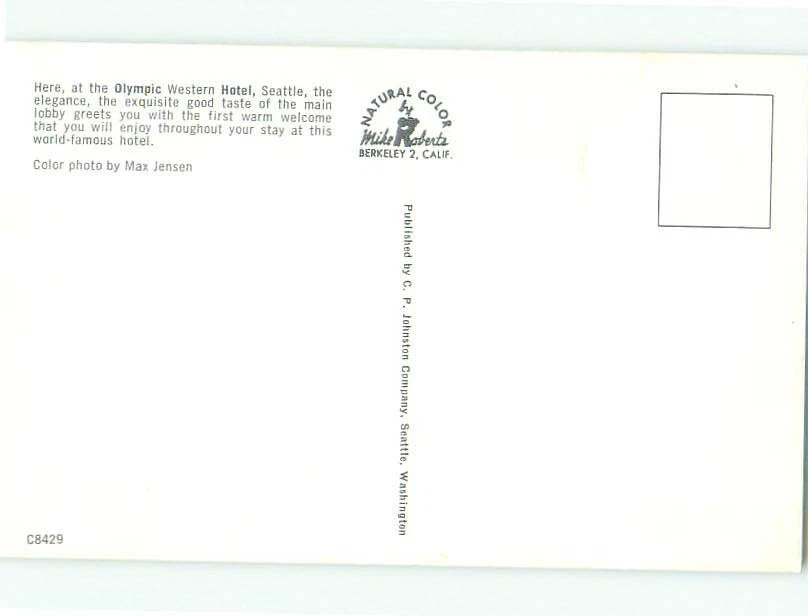 Here, at the Olympic Western Hotel, Seattle, the
elegance, the exquisite good taste of the main
lobby greets you with the first warm welcome
that you will enjoy throughout your stay at this
world-famous hotel.
Color photo by Max Jensen
NATURAL COLOR
by
Mike Roberts
BERKELEY 2, CALIF.
Published by C. P. Johnston Company, Seattle, Washington
C8429